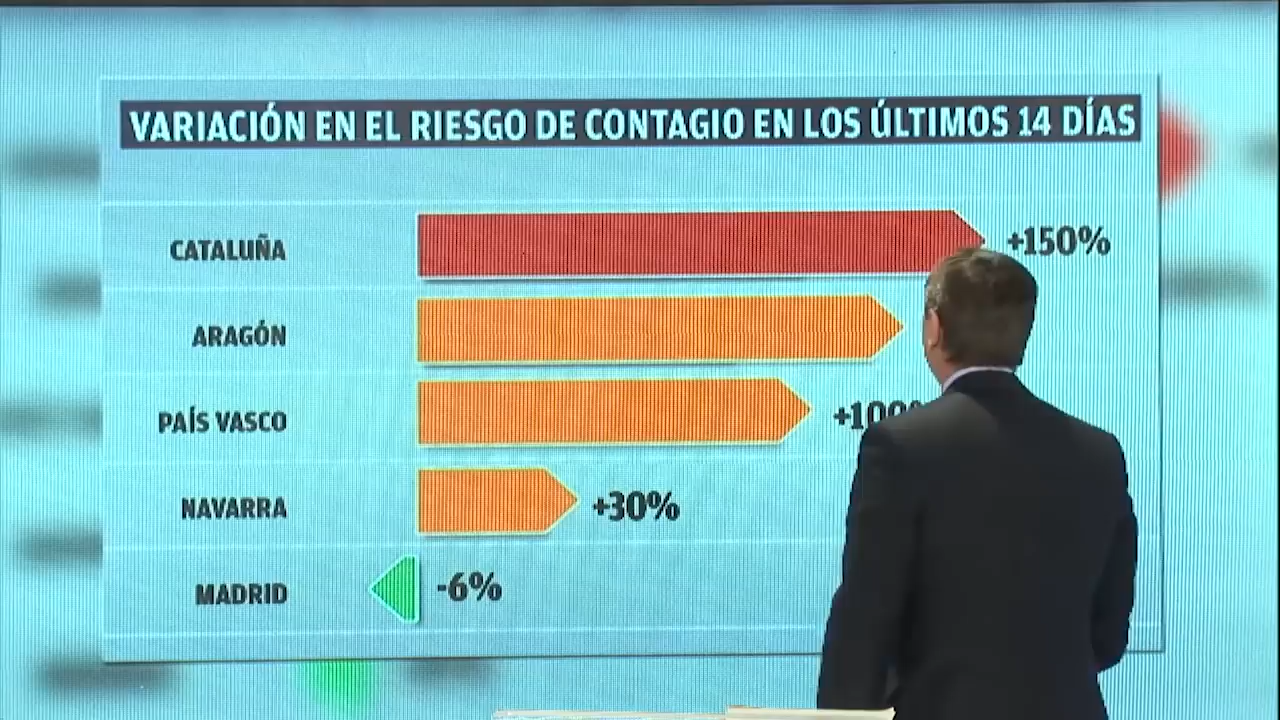 VARIACIÓN EN EL RIESGO DE CONTAGIO EN LOS ÚLTIMOS 14 DÍAS
CATALUÑA +150%
ARAGÓN
PAÍS VASCO +100%
NAVARRA +30%
MADRID -6%